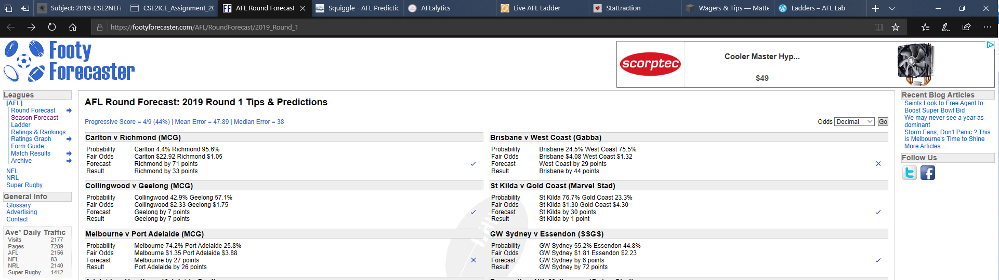 Subject: 2019-CSE2NEF(
CSE2ICE_Assignment_20
AFL Round Forecast
Squiggle - AFL Predictic
AFLalytics
Live AFL Ladder
Stattraction
Wagers & Tips — Matte
Ladders – AFL Lab
https://footyforecaster.com/AFL/RoundForecast/2019_Round_1
Footy
Forecaster
scorptec
Cooler Master Hyp...
$49
Leagues
[AFL]
Round Forecast
Season Forecast
Ladder
Ratings & Rankings
Ratings Graph
Form Guide
Match Results
Archive
NFL
NRL
Super Rugby
General Info
Glossary
Advertising
Contact
Ave¹ Daily Traffic
Visits 2177
Pages 7289
AFL 2156
NFL 83
NRL 2140
Super Rugby 1412
AFL Round Forecast: 2019 Round 1 Tips & Predictions
Progressive Score = 4/9 (44%) | Mean Error = 47.89 | Median Error = 38
Odds Decimal Go
Carlton v Richmond (MCG)
Probability Carlton 4.4% Richmond 95.6%
Fair Odds Carlton $22.92 Richmond $1.05
Forecast Richmond by 71 points
Result Richmond by 33 points
Brisbane v West Coast (Gabba)
Probability Brisbane 24.5% West Coast 75.5%
Fair Odds Brisbane $4.08 West Coast $1.32
Forecast West Coast by 29 points
Result Brisbane by 44 points
Collingwood v Geelong (MCG)
Probability Collingwood 42.9% Geelong 57.1%
Fair Odds Collingwood $2.33 Geelong $1.75
Forecast Geelong by 7 points
Result Geelong by 7 points
St Kilda v Gold Coast (Marvel Stad)
Probability St Kilda 76.7% Gold Coast 23.3%
Fair Odds St Kilda $1.30 Gold Coast $4.30
Forecast St Kilda by 30 points
Result St Kilda by 1 point
Melbourne v Port Adelaide (MCG)
Probability Melbourne 74.2% Port Adelaide 25.8%
Fair Odds Melbourne $1.35 Port Adelaide $3.88
Forecast Melbourne by 27 points
Result Port Adelaide by 26 points
GW Sydney v Essendon (SSGS)
Probability GW Sydney 55.2% Essendon 44.8%
Fair Odds GW Sydney $1.81 Essendon $2.23
Forecast GW Sydney by 6 points
Result GW Sydney by 72 points
Recent Blog Articles
Saints Look to Free Agent to
Boost Super Bowl Bid
We may never see a year as
dominant
Storm Fans, Don't Panic ? This
Is Melbourne's Time to Shine
More Articles ...
Follow Us